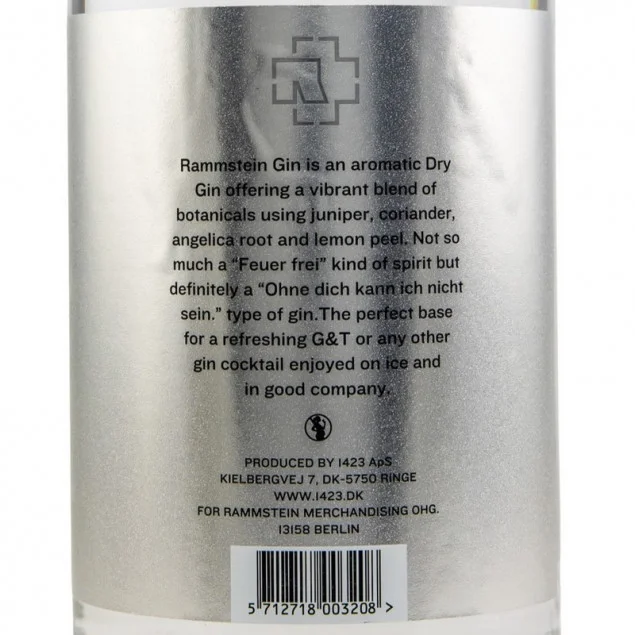 Rammstein Gin is an aromatic Dry
Gin offering a vibrant blend of
botanicals using juniper, coriander,
angelica root and lemon peel. Not so
much a “Feuer frei” kind of spirit but
definitely a “Ohne dich kann ich nicht
sein.” type of gin.The perfect base
for a refreshing G&T or any other
gin cocktail enjoyed on ice and
in good company.
PRODUCED BY 1423 ApS
KIELBERGVEJ 7, DK-5750 RINGE
WWW.1423.DK
FOR RAMMSTEIN MERCHANDISING OHG.
13158 BERLIN
5 712718 003208 >